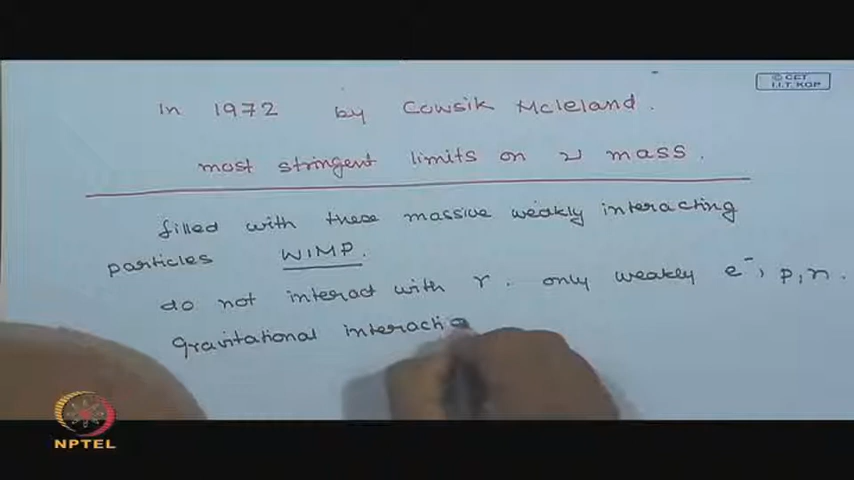 © CET
I.I.T. KGP
In 1972 by Cowsik Mcleland.
most stringent limits on ν mass.
filled with these massive weakly interacting
particles WIMP.
do not interact with r. only weakly e⁻, p, n.
gravitational interactio
NPTEL